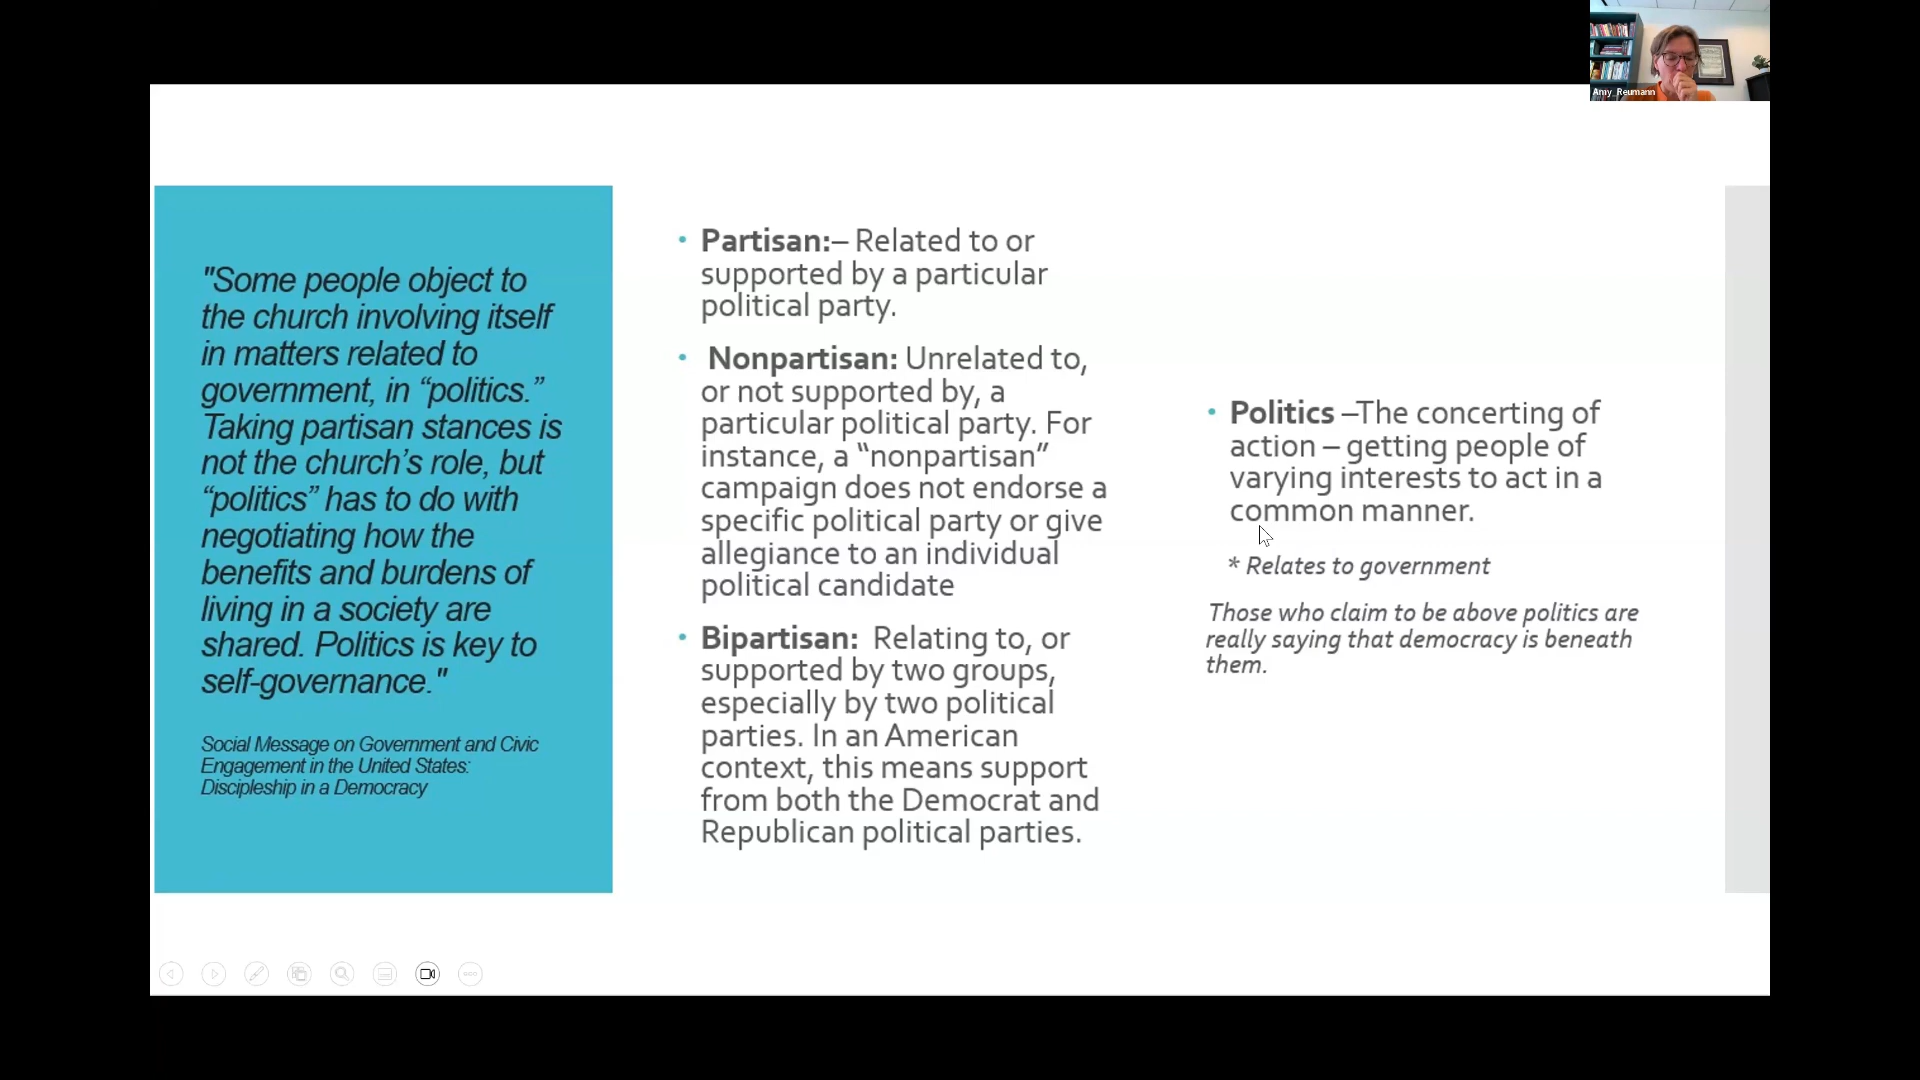 Amy_Reumann
"Some people object to
the church involving itself
in matters related to
government, in “politics.”
Taking partisan stances is
not the church’s role, but
“politics” has to do with
negotiating how the
benefits and burdens of
living in a society are
shared. Politics is key to
self-governance."
Social Message on Government and Civic
Engagement in the United States:
Discipleship in a Democracy
• Partisan:– Related to or
supported by a particular
political party.
• Nonpartisan: Unrelated to,
or not supported by, a
particular political party. For
instance, a “nonpartisan”
campaign does not endorse a
specific political party or give
allegiance to an individual
political candidate
• Bipartisan: Relating to, or
supported by two groups,
especially by two political
parties. In an American
context, this means support
from both the Democrat and
Republican political parties.
• Politics –The concerting of
action – getting people of
varying interests to act in a
common manner.
* Relates to government
Those who claim to be above politics are
really saying that democracy is beneath
them.